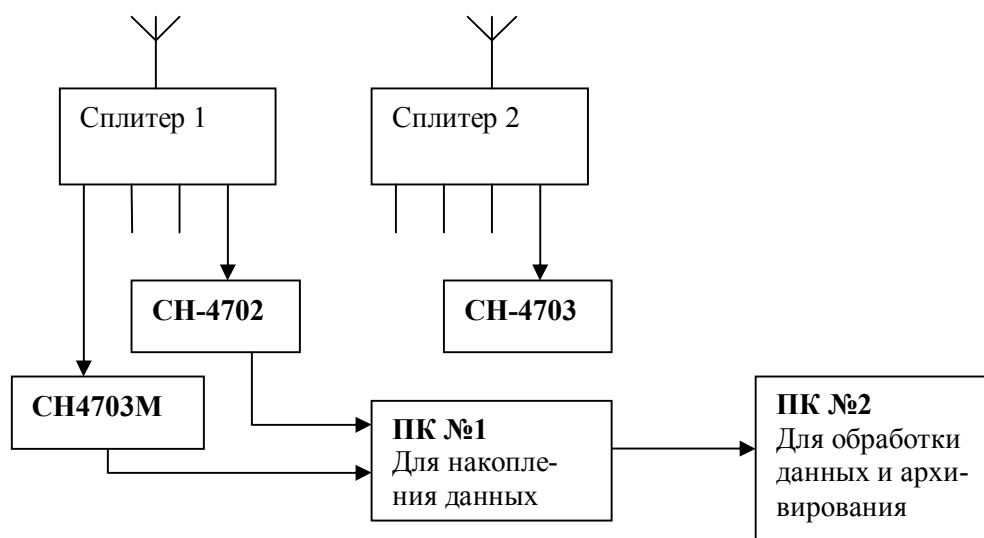 Сплитер 1
Сплитер 2
СН-4702
СН-4703
СН4703М
ПК №1
Для накопле-
ния данных
ПК №2
Для обработки
данных и архи-
вирования